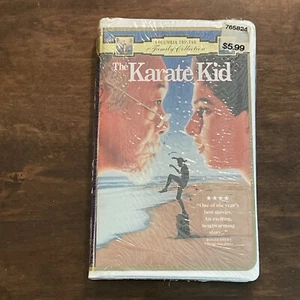 765824
$5.99
COLUMBIA TRISTAR
Family Collection
The Karate Kid
★★★★
"One of the year's
best movies.
An exciting,
heartwarming
story..."